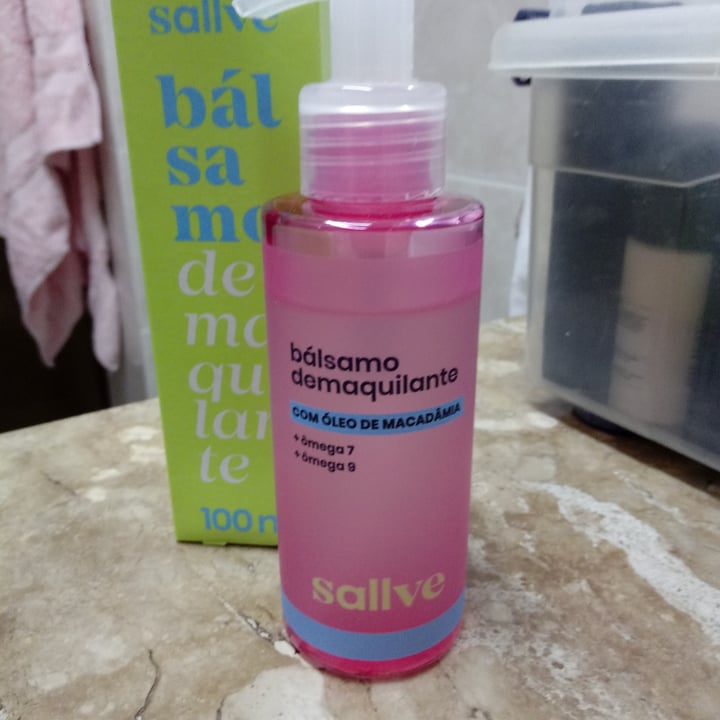 sallve
bál
sa
mo
de
ma
qu
lan
te
100 m
bálsamo
demaquilante
COM ÓLEO DE MACADÂMIA
+ ômega 7
+ ômega 9
sallve